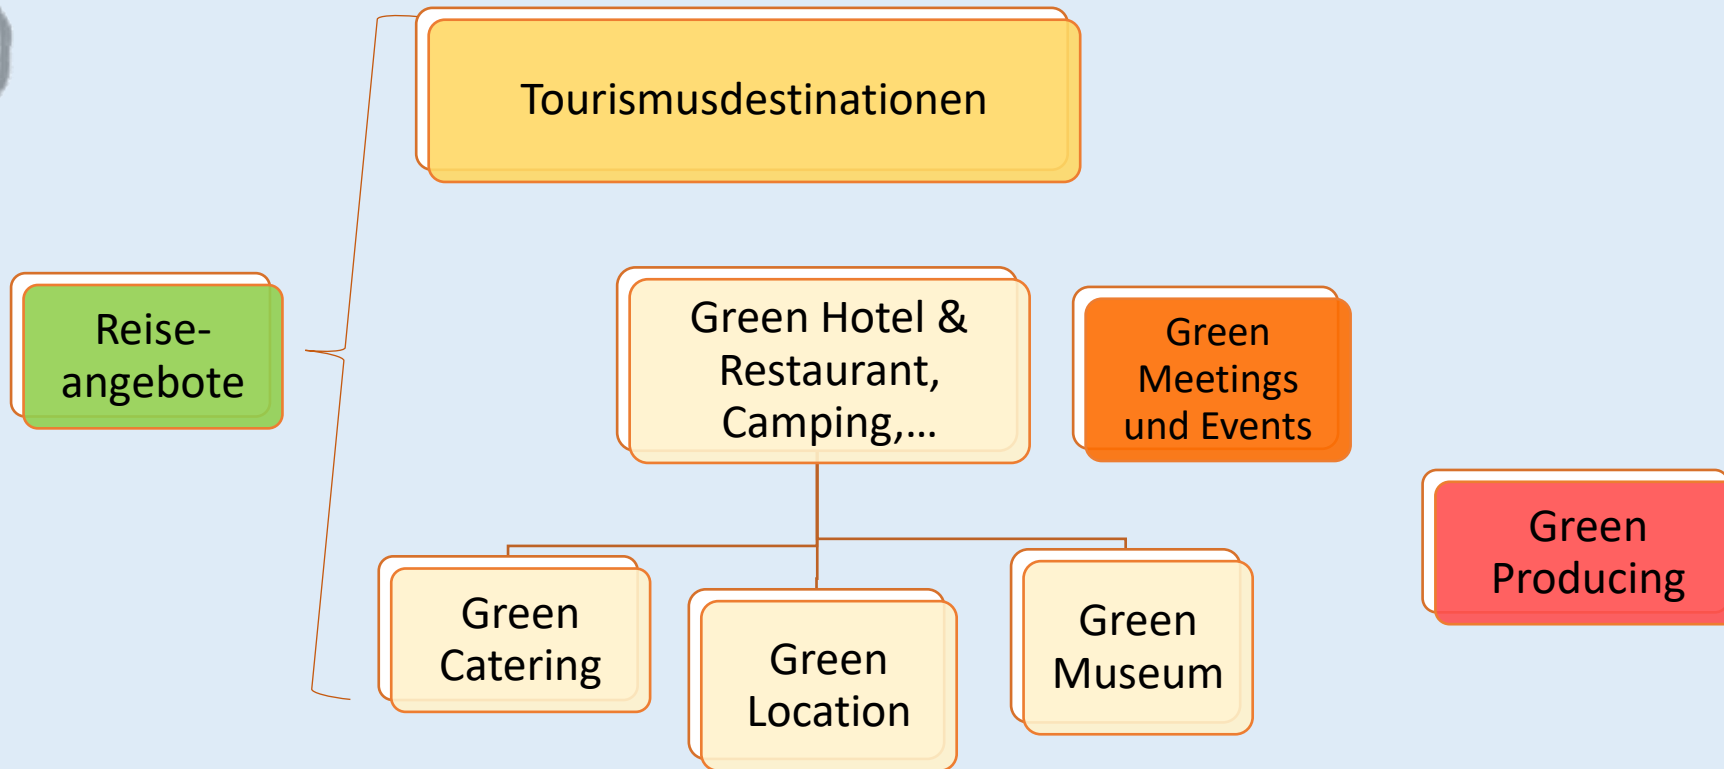 Tourismusdestinationen
Reise-
angebote
Green Hotel &
Restaurant,
Camping,...
Green
Meetings
und Events
Green
Producing
Green
Catering
Green
Location
Green
Museum